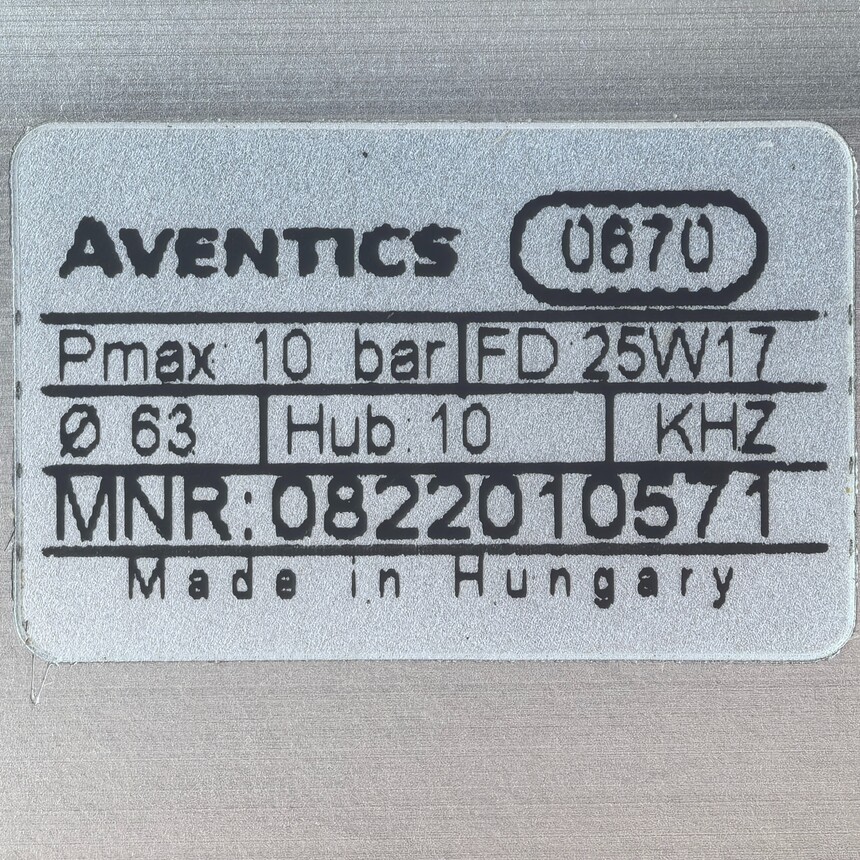 AVENTICS 0670
Pmax: 10 bar FD 25W17
Ø 63 Hub: 10 KHZ
MNR: 0822010571
Made in Hungary